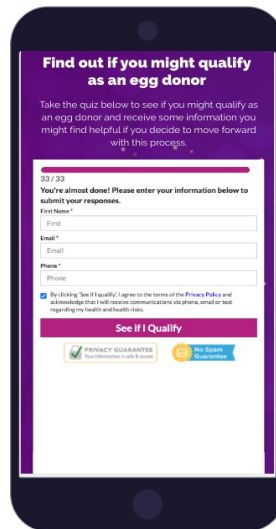 Find out if you might qualify
as an egg donor
Take the quiz below to see if you might qualify as
an egg donor and receive some information you
might find helpful if you decide to move forward
with this process.
33 / 33
You're almost done! Please enter your information below to
submit your responses.
First Name *
First
Email *
Email
Phone *
Phone
By clicking 'See if I qualify', I agree to the terms of the Privacy Policy and
acknowledge that I will receive communications via phone, email or text
regarding my health and health risks.
See if I Qualify
PRIVACY GUARANTEE
Your information is safe & secure
No Spam
Guarantee